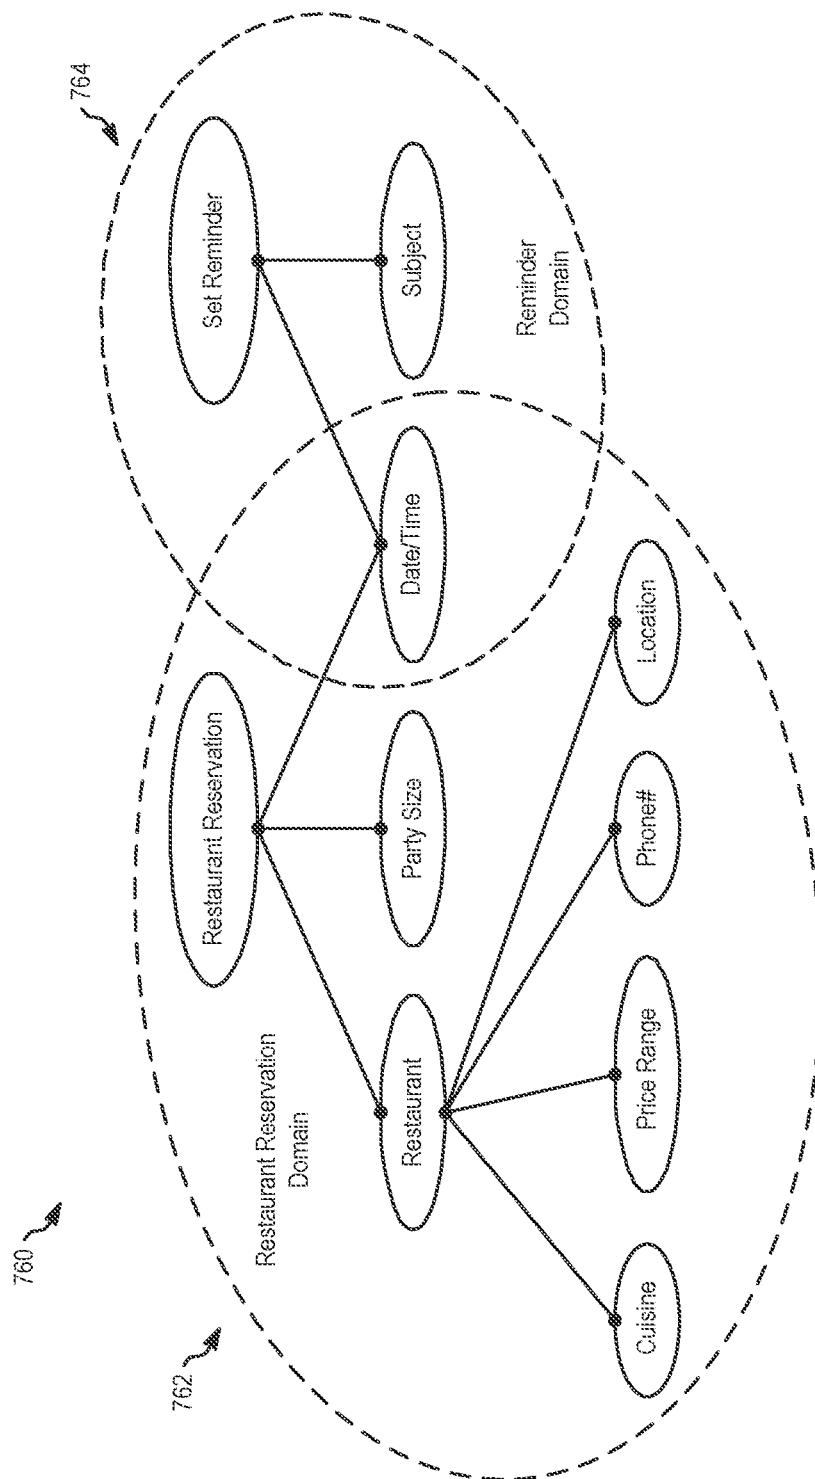 760
762
764
Restaurant Reservation
Set Reminder
Restaurant Reservation
Domain
Restaurant
Party Size
Date/Time
Subject
Reminder
Domain
Cuisine
Price Range
Phone#
Location